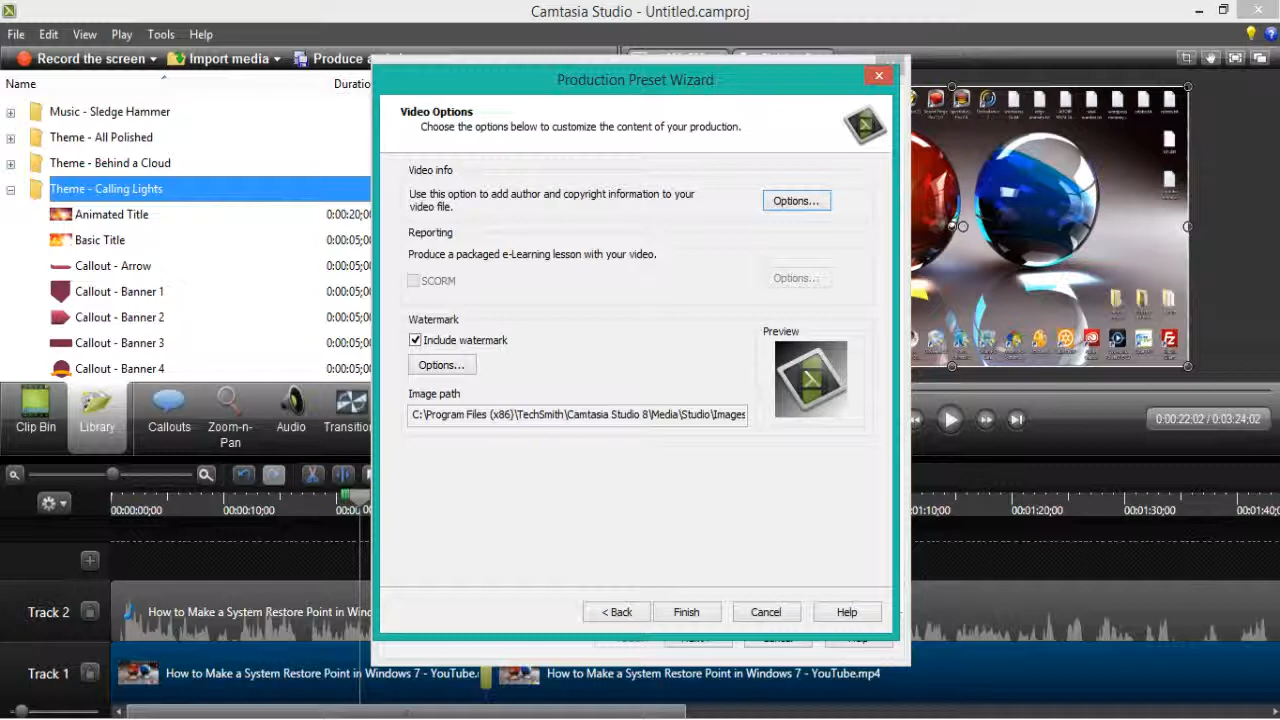 Camtasia Studio - Untitled.camproj
File Edit View Play Tools Help
Record the screen Import media Produce a
Name Duratio
Music - Sledge Hammer
Theme - All Polished
Theme - Behind a Cloud
Theme - Calling Lights
Animated Title 0:00:20;0
Basic Title 0:00:05;0
Callout - Arrow 0:00:05;0
Callout - Banner 1 0:00:05;0
Callout - Banner 2 0:00:05;0
Callout - Banner 3 0:00:05;0
Callout - Banner 4 0:00:05;0
Clip Bin Library Callouts Zoom-n-Pan Audio Transition
Production Preset Wizard
Video Options
Choose the options below to customize the content of your production.
Video info
Use this option to add author and copyright information to your
video file.
Options...
Reporting
Produce a packaged e-Learning lesson with your video.
SCORM
Options...
Watermark
Include watermark
Options...
Preview
Image path
C:\Program Files (x86)\TechSmith\Camtasia Studio 8\Media\Studio\Images
< Back Finish Cancel Help
0:00:22;02 / 0:03:24;02
00:00:00;00 00:00:10;00 00:00:20;00 :01:10;00 00:01:20;00 00:01:30;00 00:01:40;
Track 2 How to Make a System Restore Point in Wind
Track 1 How to Make a System Restore Point in Windows 7 - YouTube. How to Make a System Restore Point in Windows 7 - YouTube.mp4